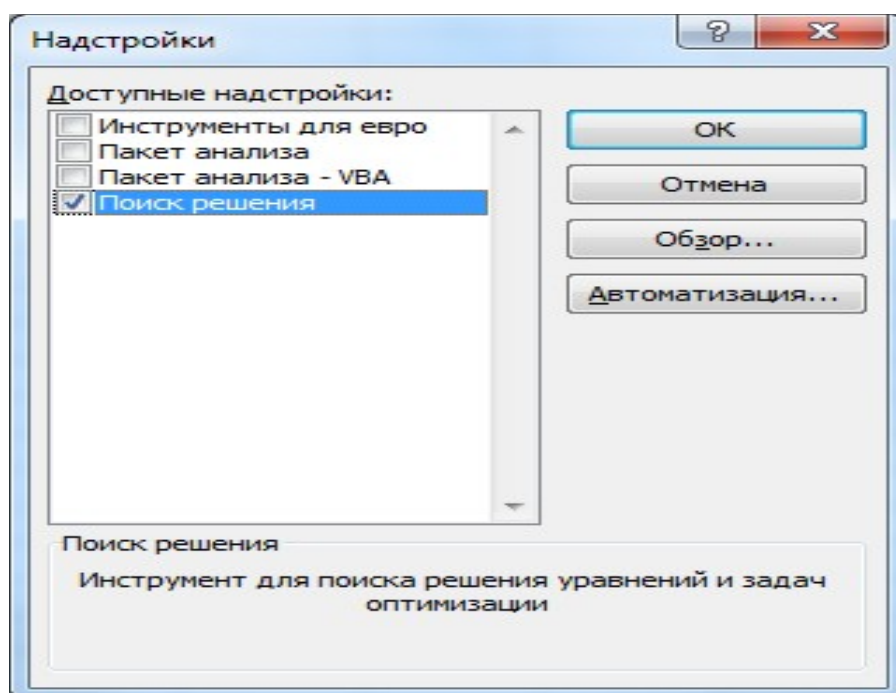 Надстройки
Доступные надстройки:
Инструменты для евро
Пакет анализа
Пакет анализа - VBA
Поиск решения
ОК
Отмена
Обзор...
Автоматизация...
Поиск решения
Инструмент для поиска решения уравнений и задач
оптимизации